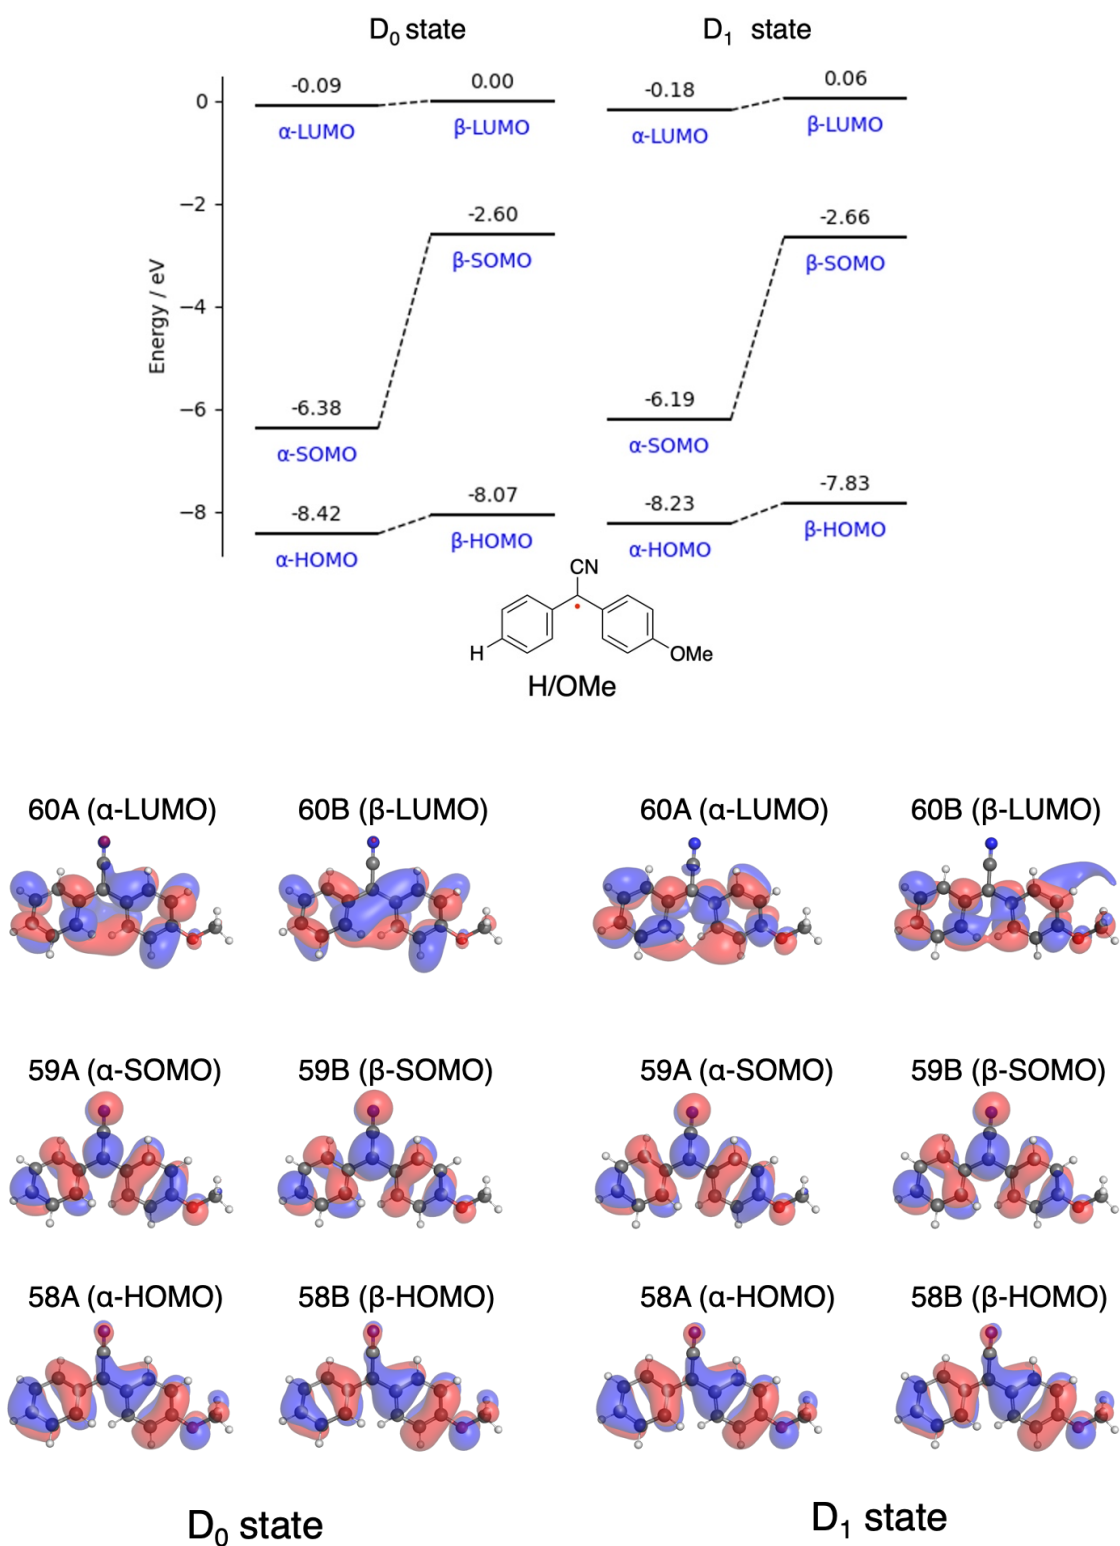 D₀ state
D₁ state
-0.09
0.00
-0.18
0.06
0
α-LUMO
β-LUMO
α-LUMO
β-LUMO
−2
-2.60
-2.66
β-SOMO
β-SOMO
Energy / eV
−4
-6.38
-6.19
−6
α-SOMO
α-SOMO
-8.42
-8.07
-8.23
-7.83
−8
α-HOMO
β-HOMO
α-HOMO
β-HOMO
CN
H
OMe
H/OMe
60A (α-LUMO)
60B (β-LUMO)
60A (α-LUMO)
60B (β-LUMO)
59A (α-SOMO)
59B (β-SOMO)
59A (α-SOMO)
59B (β-SOMO)
58A (α-HOMO)
58B (β-HOMO)
58A (α-HOMO)
58B (β-HOMO)
D₀ state
D₁ state